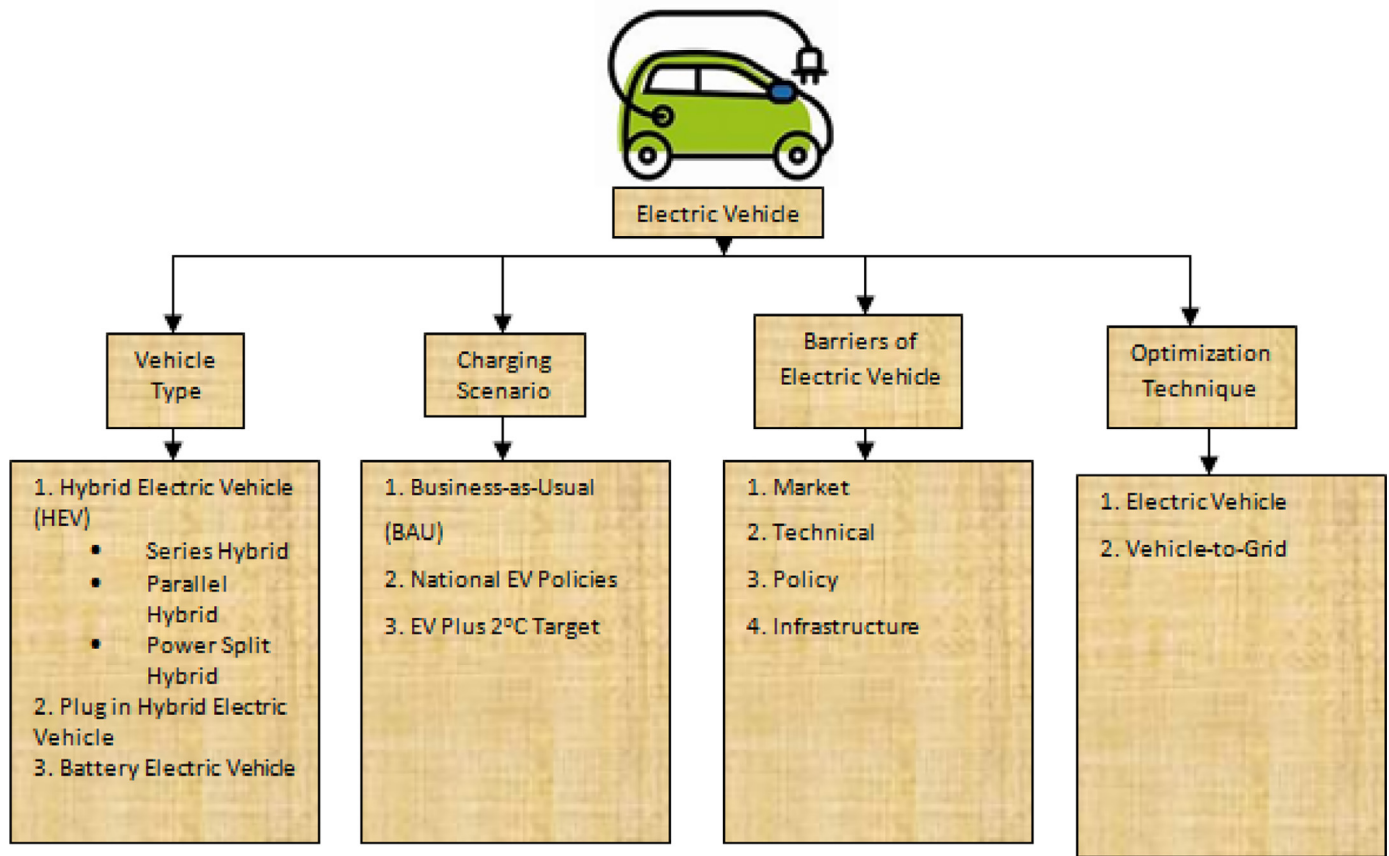 Electric Vehicle
Vehicle
Type
Charging
Scenario
Barriers of
Electric Vehicle
Optimization
Technique
1. Hybrid Electric Vehicle
(HEV)
• Series Hybrid
• Parallel
Hybrid
• Power Split
Hybrid
2. Plug in Hybrid Electric
Vehicle
3. Battery Electric Vehicle
1. Business-as-Usual
(BAU)
2. National EV Policies
3. EV Plus 2°C Target
1. Market
2. Technical
3. Policy
4. Infrastructure
1. Electric Vehicle
2. Vehicle-to-Grid